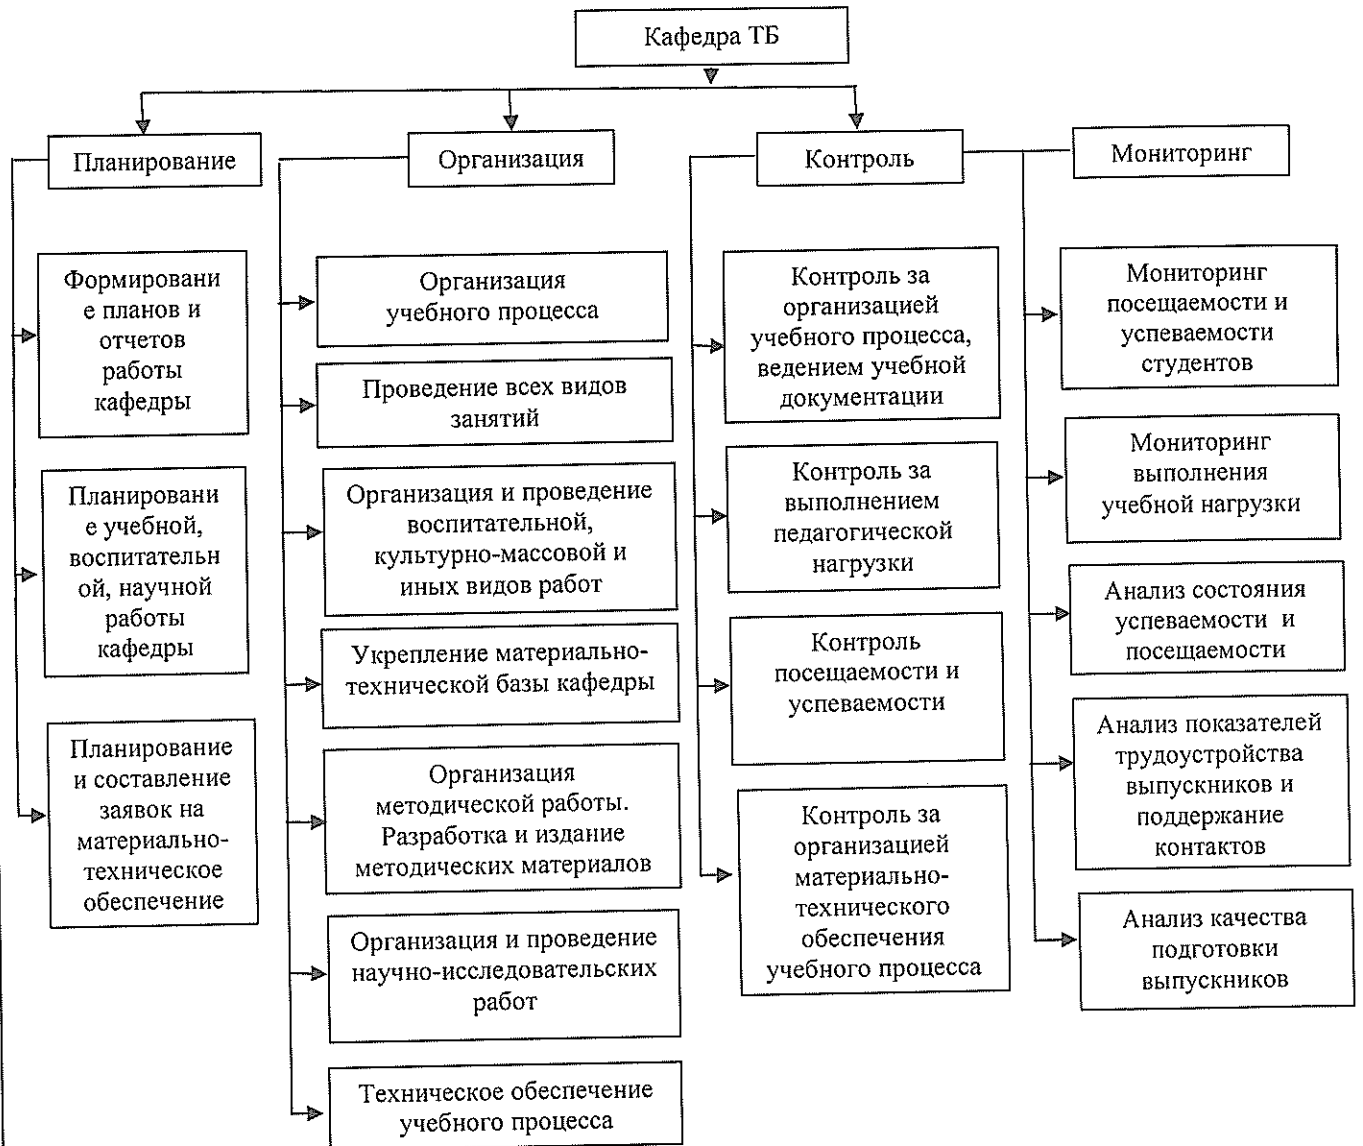 Кафедра ТБ
Планирование
Организация
Контроль
Мониторинг
Формировани
е планов и
отчетов
работы
кафедры
Планировани
е учебной,
воспитательн
ой, научной
работы
кафедры
Планирование
и составление
заявок на
материально-
техническое
обеспечение
Организация
учебного процесса
Проведение всех видов
занятий
Организация и проведение
воспитательной,
культурно-массовой и
иных видов работ
Укрепление материально-
технической базы кафедры
Организация
методической работы.
Разработка и издание
методических материалов
Организация и проведение
научно-исследовательских
работ
Техническое обеспечение
учебного процесса
Контроль за
организацией
учебного процесса,
ведением учебной
документации
Контроль за
выполнением
педагогической
нагрузки
Контроль
посещаемости и
успеваемости
Контроль за
организацией
материально-
технического
обеспечения
учебного процесса
Мониторинг
посещаемости и
успеваемости
студентов
Мониторинг
выполнения
учебной нагрузки
Анализ состояния
успеваемости и
посещаемости
Анализ показателей
трудоустройства
выпускников и
поддержание
контактов
Анализ качества
подготовки
выпускников